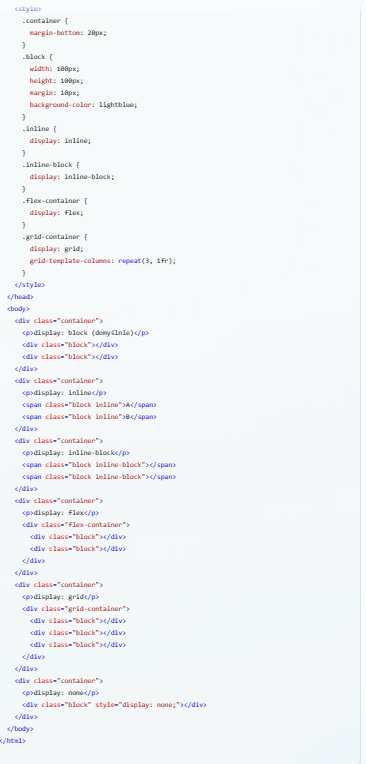 <style>
.container {
margin-bottom: 20px;
}
.block {
width: 100px;
height: 100px;
margin: 10px;
background-color: lightblue;
}
.inline {
display: inline;
}
.inline-block {
display: inline-block;
}
.flex-container {
display: flex;
}
.grid-container {
display: grid;
grid-template-columns: repeat(3, 1fr);
}
</style>
</head>
<body>
<div class="container">
<p>display: block (domyślnie)</p>
<div class="block"></div>
<div class="block"></div>
</div>
<div class="container">
<p>display: inline</p>
<span class="block inline">A</span>
<span class="block inline">B</span>
</div>
<div class="container">
<p>display: inline-block</p>
<span class="block inline-block"></span>
<span class="block inline-block"></span>
</div>
<div class="container">
<p>display: flex</p>
<div class="flex-container">
<div class="block"></div>
<div class="block"></div>
</div>
</div>
<div class="container">
<p>display: grid</p>
<div class="grid-container">
<div class="block"></div>
<div class="block"></div>
<div class="block"></div>
</div>
</div>
<div class="container">
<p>display: none</p>
<div class="block" style="display: none;"></div>
</div>
</body>
</html>